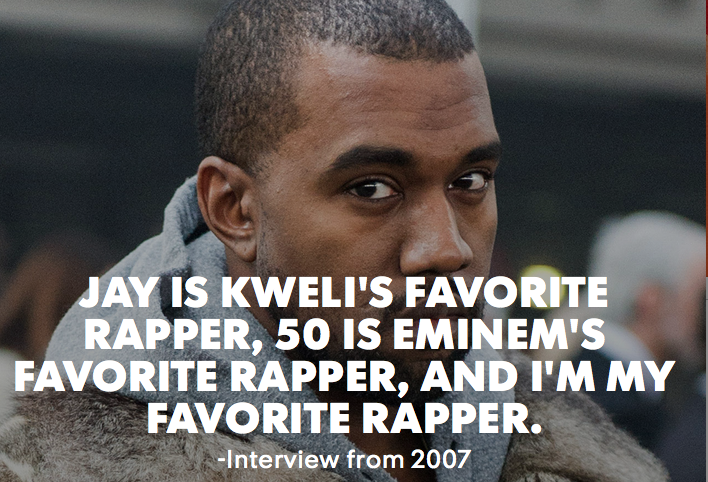 JAY IS KWELI'S FAVORITE
RAPPER, 50 IS EMINEM'S
FAVORITE RAPPER, AND I'M MY
FAVORITE RAPPER.
-Interview from 2007